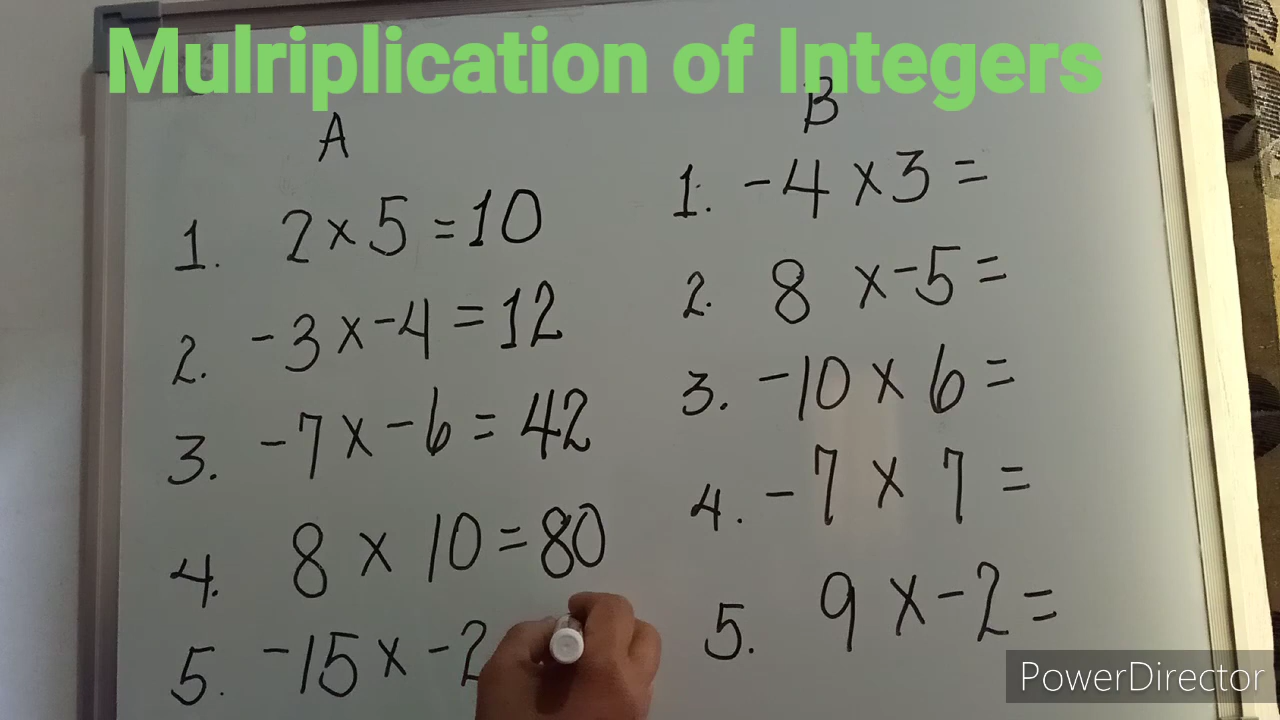 Mulriplication of Integers
A
1. 2 x 5 = 10
2. -3 x -4 = 12
3. -7 x -6 = 42
4. 8 x 10 = 80
5. -15 x -2
B
1. -4 x 3 =
2. 8 x -5 =
3. -10 x 6 =
4. -7 x 7 =
5. 9 x -2 =
PowerDirector